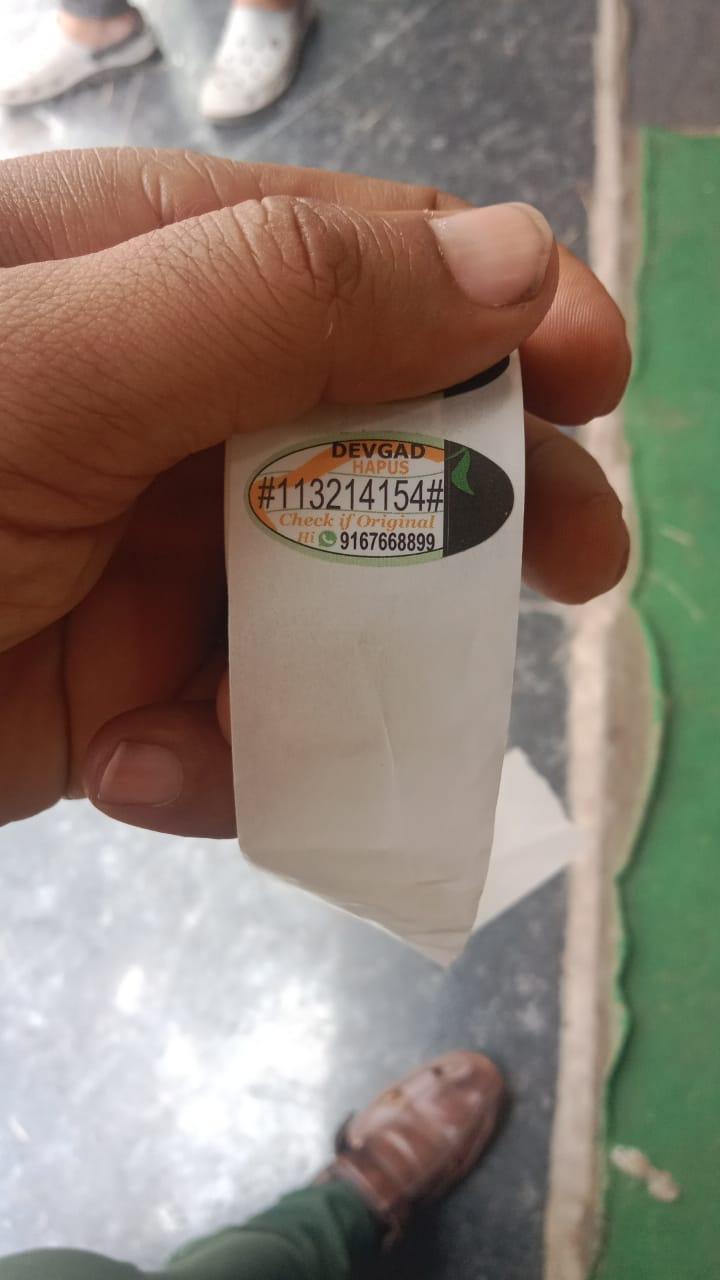 DEVGAD
HAPUS
#113214154#
Check if Original
Hi 9167668899